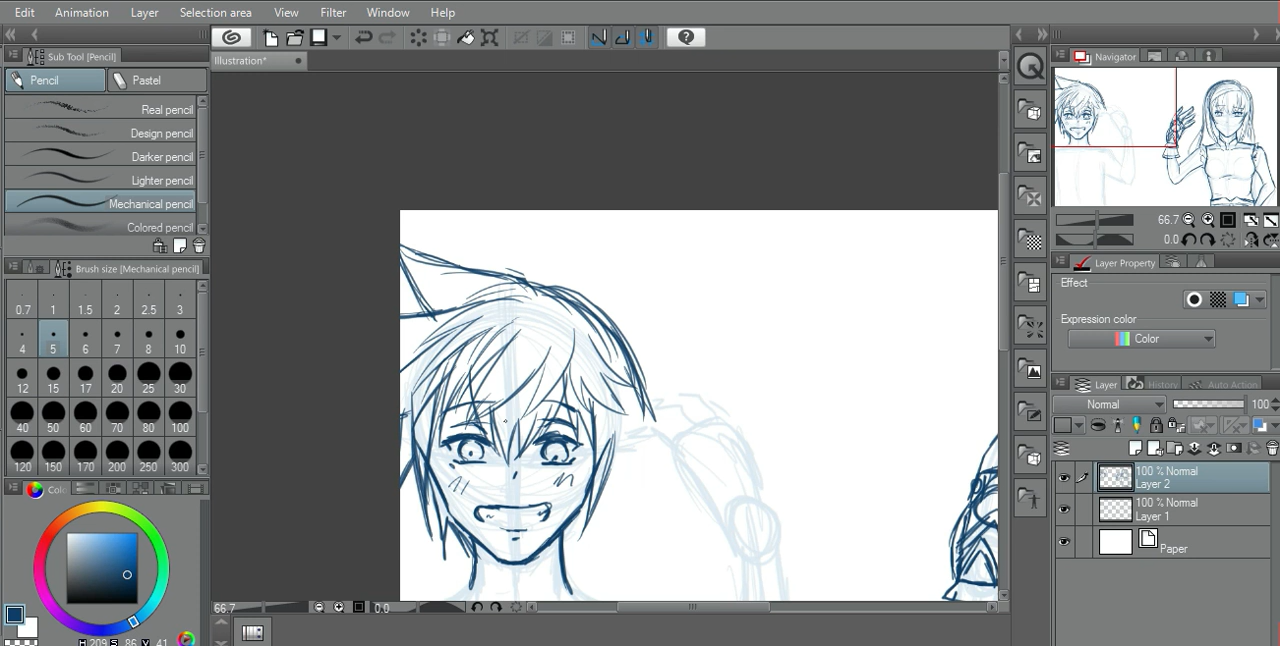 Edit Animation Layer Selection area View Filter Window Help
Sub Tool [Pencil]
Pencil Pastel
Real pencil
Design pencil
Darker pencil
Lighter pencil
Mechanical pencil
Colored pencil
Brush size [Mechanical pencil]
0.7 1 1.5 2 2.5 3
4 5 6 7 8 10
12 15 17 20 25 30
40 50 60 70 80 100
120 150 170 200 250 300
Colo
H 209 S 86 V 41
Illustration*
66.7 0.0
Navigator
66.7
0.0
Layer Property
Effect
Expression color
Color
Layer History Auto Action
Normal 100
100 % Normal
Layer 2
100 % Normal
Layer 1
Paper